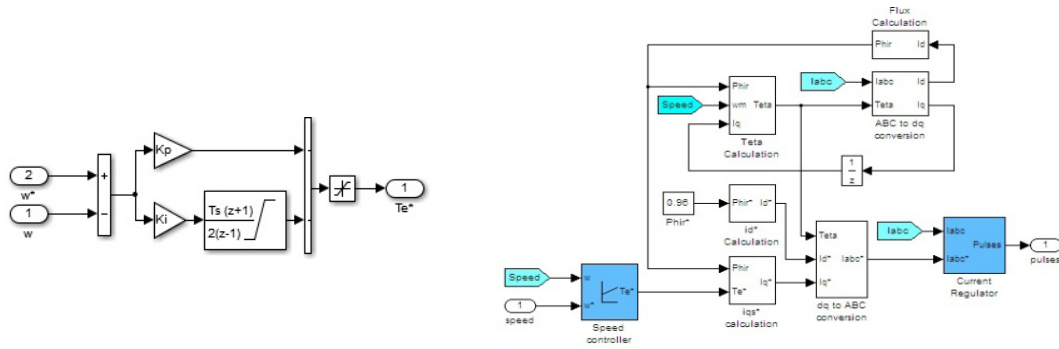 Kp
2
w*
+
1
w
−
Ki
Ts (z+1)
2(z-1)
1
Te*
Flux
Calculation
Phir Id
Iabc
Iabc Id
Teta Iq
ABC to dq
conversion
Phir
Speed
wm Teta
Iq
Teta
Calculation
1
z
0.96
Phir*
Phir* Id*
id*
Calculation
Phir
Te* Iq*
iqs*
calculation
Teta
Id* Iabc*
Iq*
dq to ABC
conversion
Iabc
Iabc
Pulses
Iabc*
Current
Regulator
1
pulses
Speed
w
Te*
w*
1
speed
Speed
controller